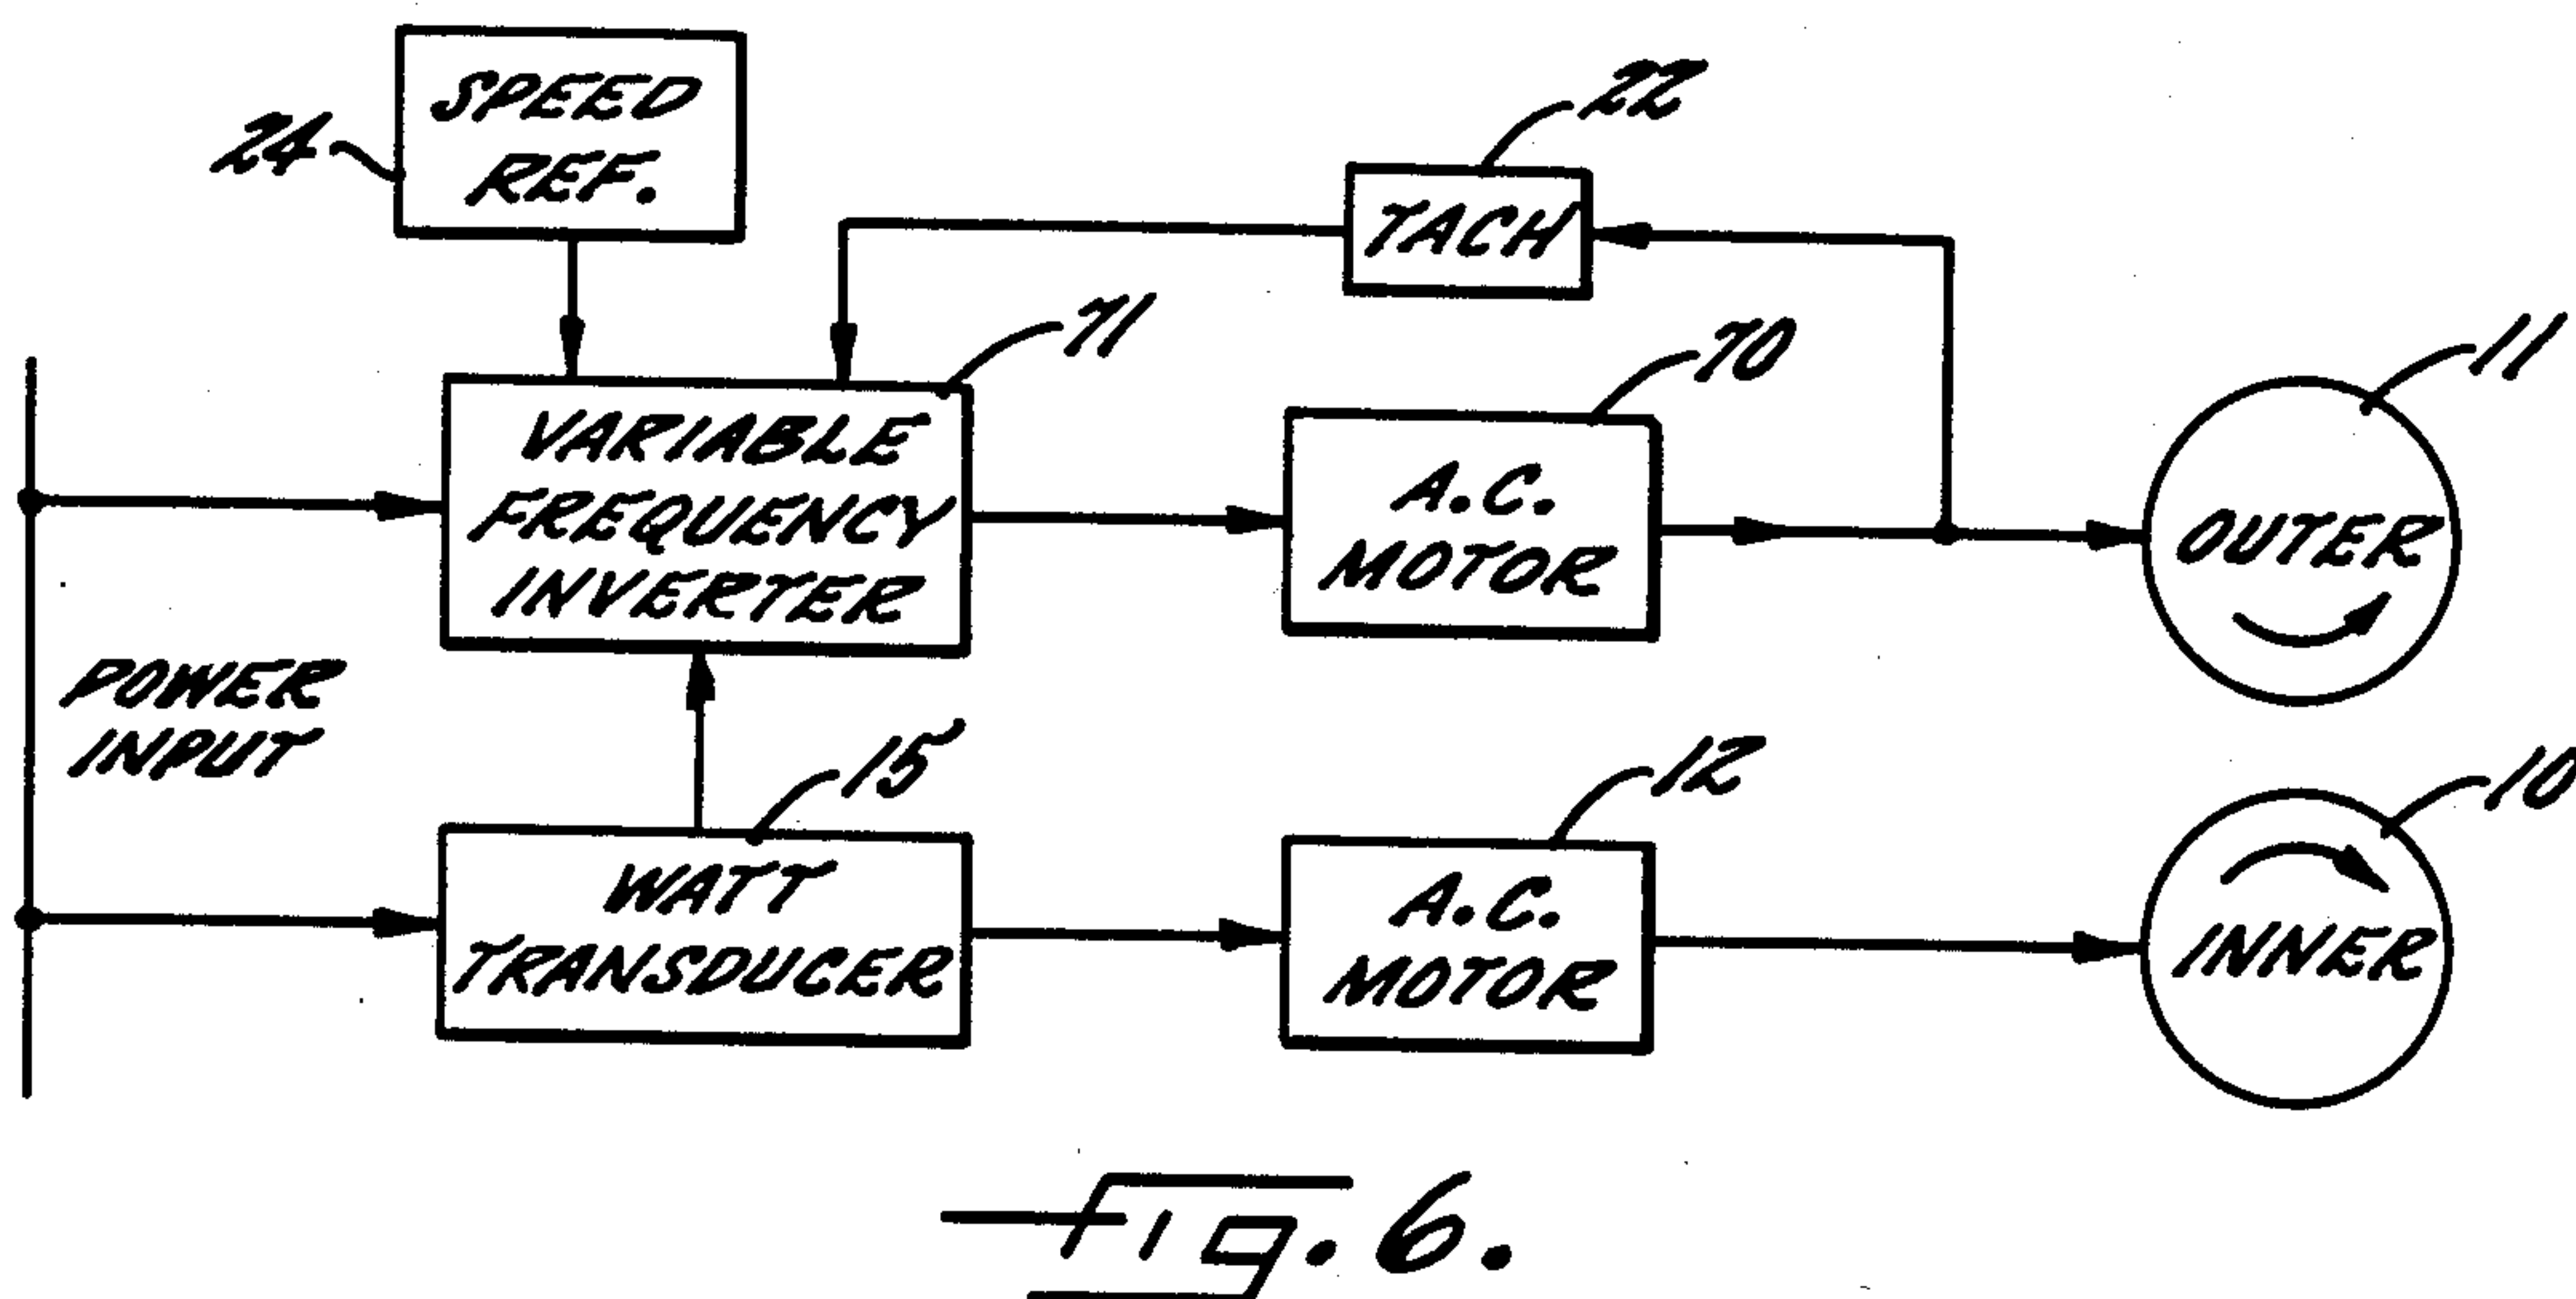 SPEED
REF.
24
22
TACH
71
70
11
VARIABLE
FREQUENCY
INVERTER
A.C.
MOTOR
OUTER
POWER
INPUT
15
12
10
WATT
TRANSDUCER
A.C.
MOTOR
INNER
Fig. 6.